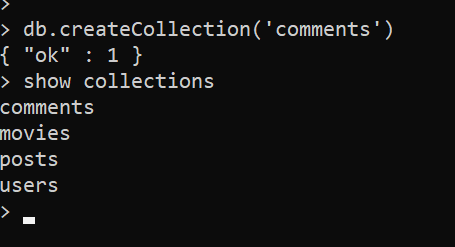 >
> db.createCollection('comments')
{ "ok" : 1 }
> show collections
comments
movies
posts
users
>